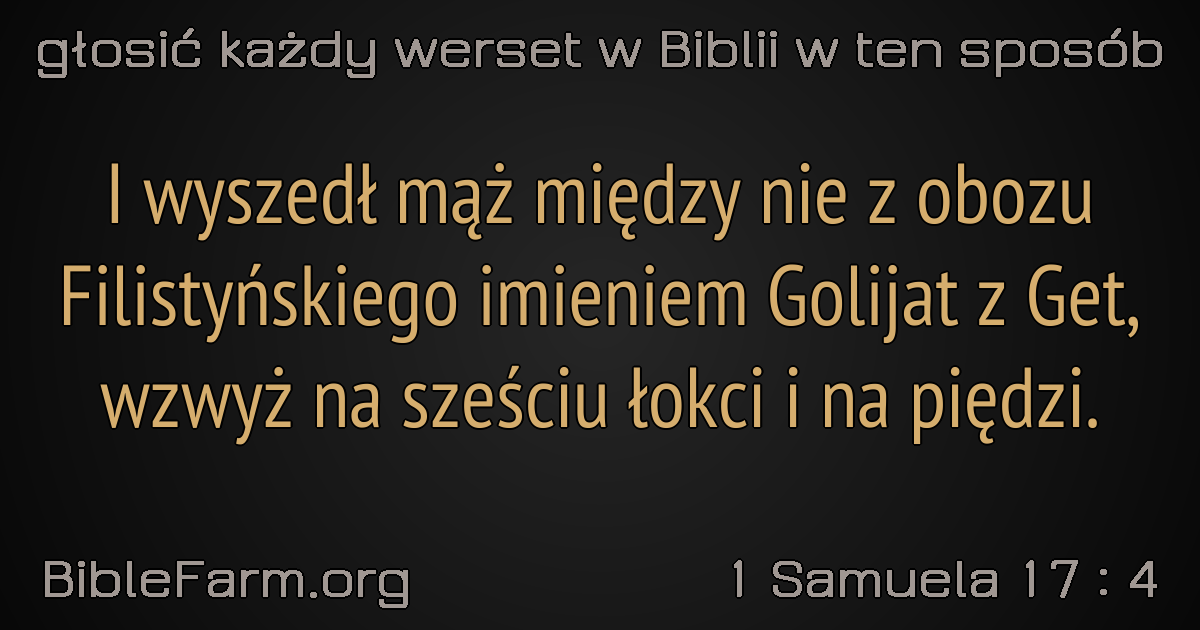 głosić każdy werset w Biblii w ten sposób
I wyszedł mąż między nie z obozu
Filistyńskiego imieniem Golijat z Get,
wzwyż na sześciu łokci i na piędzi.
BibleFarm.org
1 Samuela 17 : 4